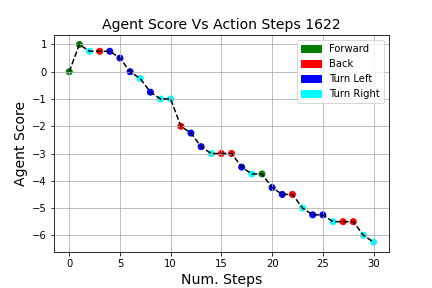 Agent Score Vs Action Steps 1622
Agent Score
1
0
−1
−2
−3
−4
−5
−6
Forward
Back
Turn Left
Turn Right
0 5 10 15 20 25 30
Num. Steps